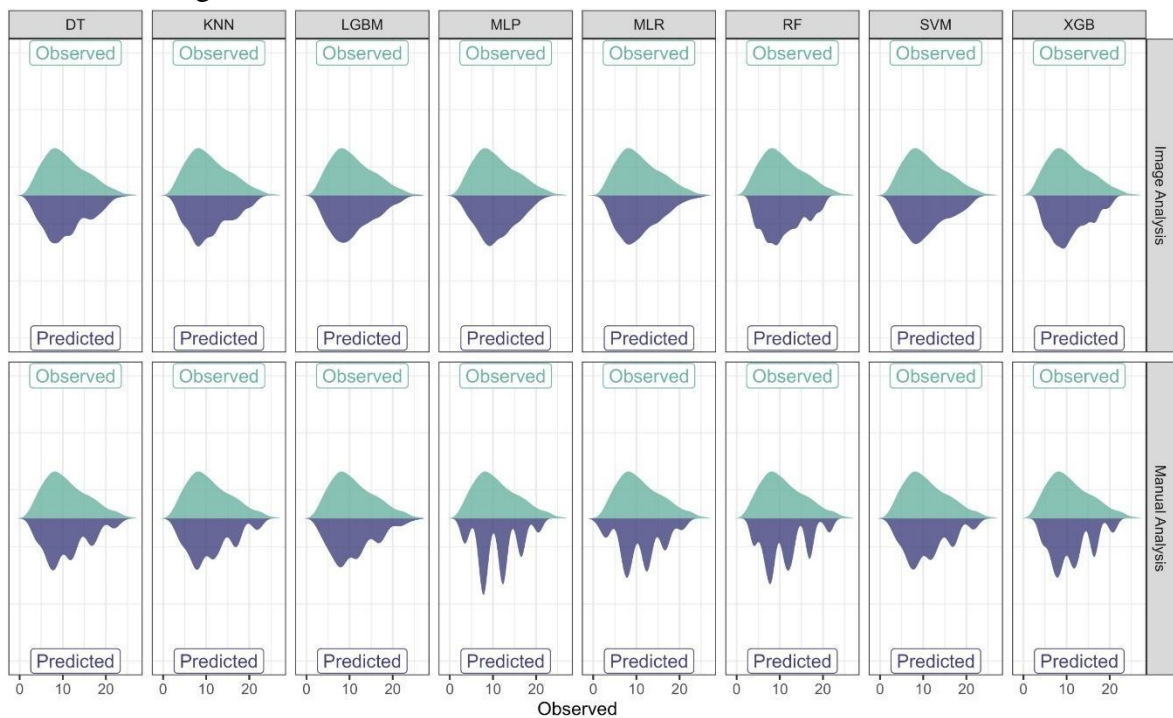 DT KNN LGBM MLP MLR RF SVM XGB
Observed Observed Observed Observed Observed Observed Observed Observed
Image Analysis
Predicted Predicted Predicted Predicted Predicted Predicted Predicted Predicted
Observed Observed Observed Observed Observed Observed Observed Observed
Manual Analysis
Predicted Predicted Predicted Predicted Predicted Predicted Predicted Predicted
0 10 20 0 10 20 0 10 20 0 10 20 0 10 20 0 10 20 0 10 20 0 10 20
Observed